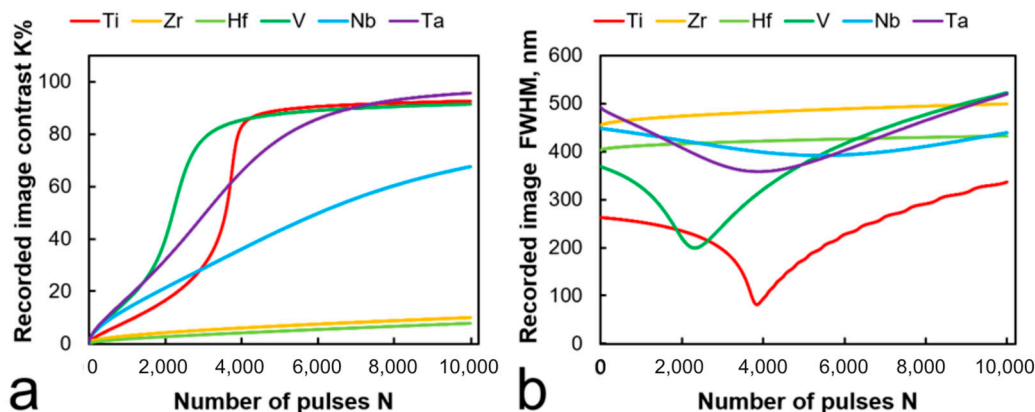 Ti Zr Hf V Nb Ta
Recorded image contrast K%
100
80
60
40
20
0
0 2,000 4,000 6,000 8,000 10,000
Number of pulses N
a
Ti Zr Hf V Nb Ta
Recorded image FWHM, nm
600
500
400
300
200
100
0
0 2,000 4,000 6,000 8,000 10,000
Number of pulses N
b